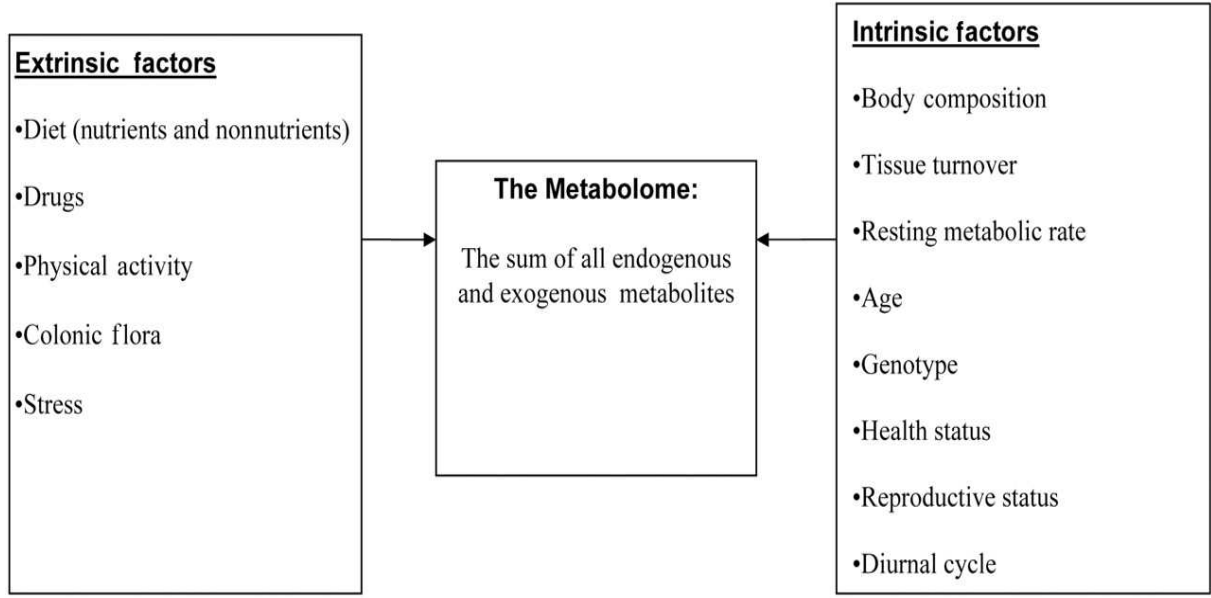 Extrinsic factors
•Diet (nutrients and nonnutrients)
•Drugs
•Physical activity
•Colonic flora
•Stress
The Metabolome:
The sum of all endogenous
and exogenous metabolites
Intrinsic factors
•Body composition
•Tissue turnover
•Resting metabolic rate
•Age
•Genotype
•Health status
•Reproductive status
•Diurnal cycle